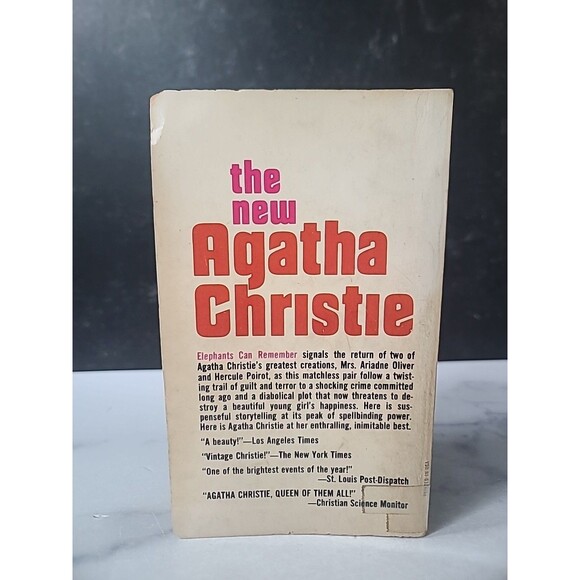 the
new
Agatha
Christie
Elephants Can Remember signals the return of two of
Agatha Christie's greatest creations, Mrs. Ariadne Oliver
and Hercule Poirot, as this matchless pair follow a twist-
ing trail of guilt and terror to a shocking crime committed
long ago and a diabolical plot that now threatens to de-
stroy a beautiful young girl's happiness. Here is sus-
penseful storytelling at its peak of spellbinding power.
Here is Agatha Christie at her enthralling, inimitable best.
"A beauty!"—Los Angeles Times
"Vintage Christie!"—The New York Times
"One of the brightest events of the year!"
—St. Louis Post-Dispatch
"AGATHA CHRISTIE, QUEEN OF THEM ALL!"
—Christian Science Monitor